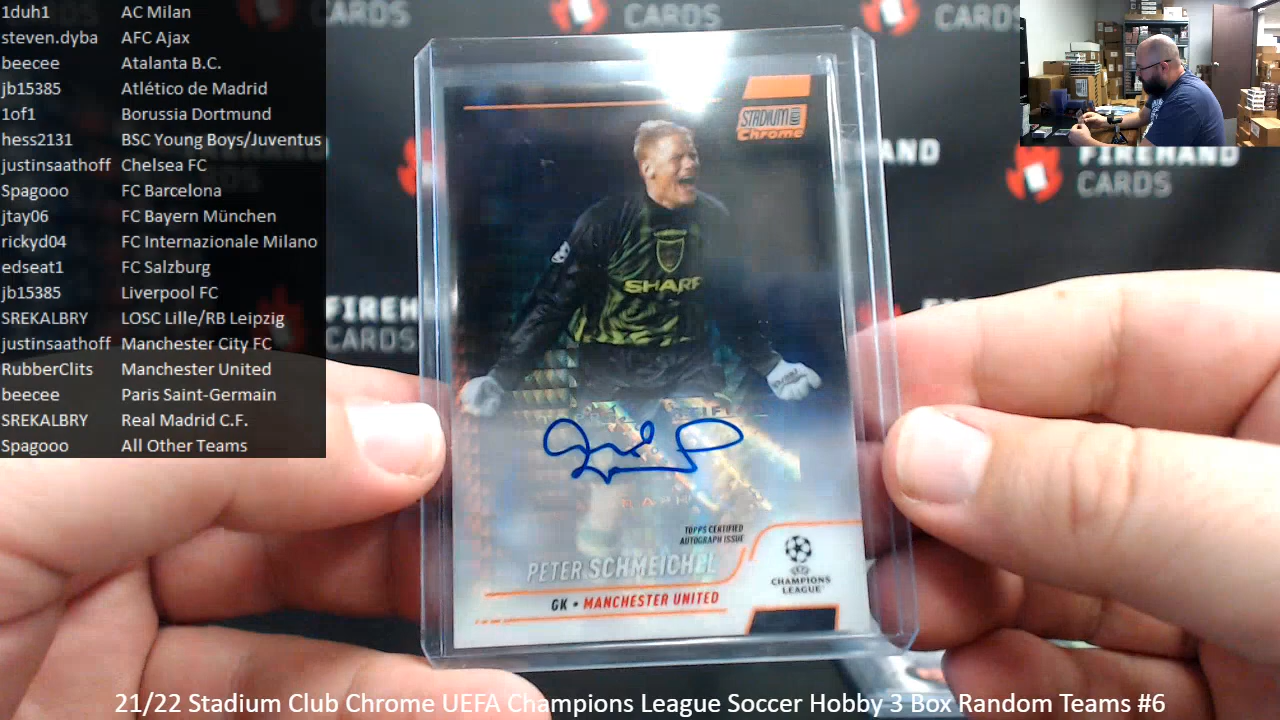 1duh1 AC Milan
steven.dyba AFC Ajax
beecee Atalanta B.C.
jb15385 Atlético de Madrid
1of1 Borussia Dortmund
hess2131 BSC Young Boys/Juventus
justinsaathoff Chelsea FC
Spagooo FC Barcelona
jtay06 FC Bayern München
rickyd04 FC Internazionale Milano
edseat1 FC Salzburg
jb15385 Liverpool FC
SREKALBRY LOSC Lille/RB Leipzig
justinsaathoff Manchester City FC
RubberClits Manchester United
beecee Paris Saint-Germain
SREKALBRY Real Madrid C.F.
Spagooo All Other Teams
CARDS
CARDS
CARDS
HAND
FIREHAND
CARDS
FIREH
CARDS
STADIUM
Chrome
SHARP
TOPPS CERTIFIED
AUTOGRAPH ISSUE
PETER SCHMEICHEL
GK • MANCHESTER UNITED
UEFA
CHAMPIONS
LEAGUE
21/22 Stadium Club Chrome UEFA Champions League Soccer Hobby 3 Box Random Teams #6